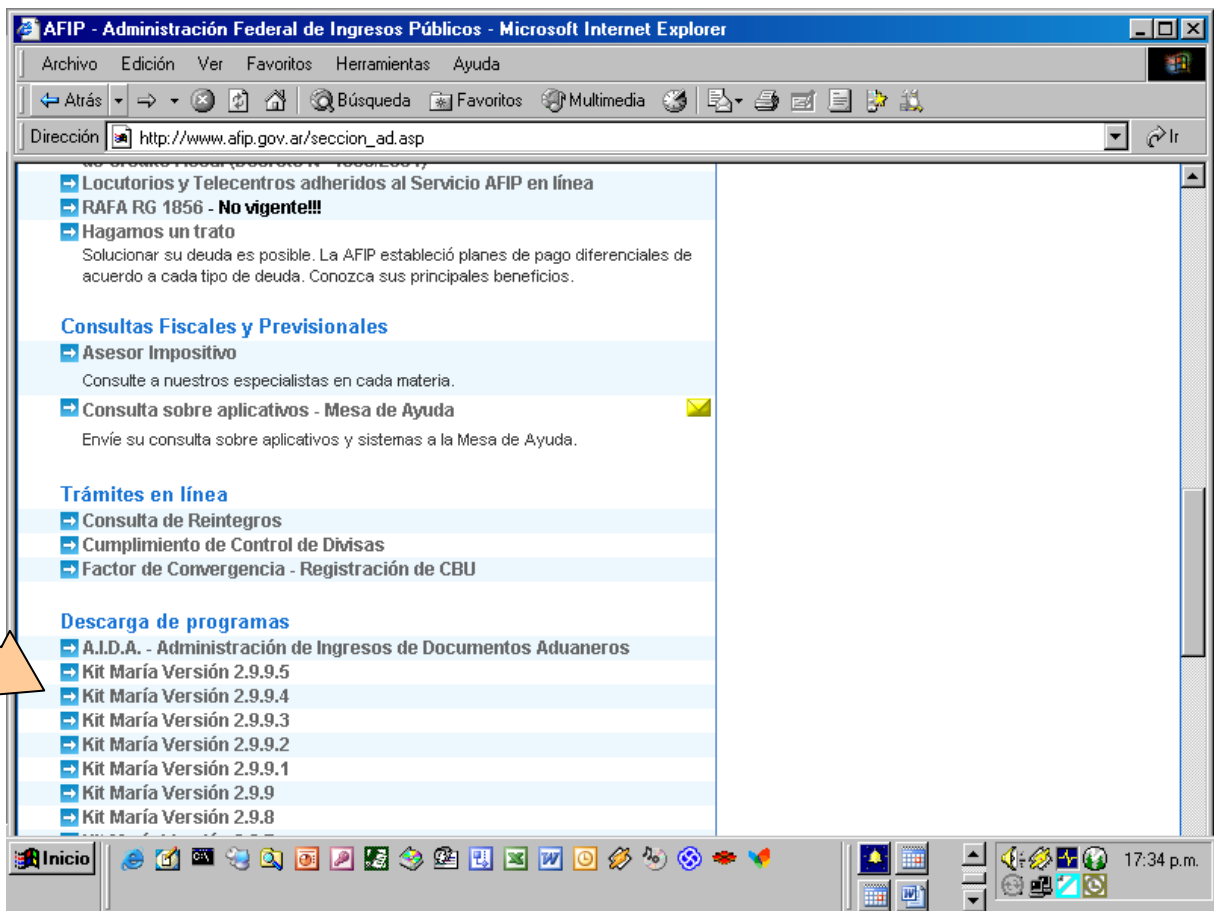 AFIP - Administración Federal de Ingresos Públicos - Microsoft Internet Explorer
Archivo Edición Ver Favoritos Herramientas Ayuda
Atrás Búsqueda Favoritos Multimedia
Dirección http://www.afip.gov.ar/seccion_ad.asp Ir
Locutorios y Telecentros adheridos al Servicio AFIP en línea
RAFA RG 1856 - No vigente!!!
Hagamos un trato
Solucionar su deuda es posible. La AFIP estableció planes de pago diferenciales de
acuerdo a cada tipo de deuda. Conozca sus principales beneficios.
Consultas Fiscales y Previsionales
Asesor Impositivo
Consulte a nuestros especialistas en cada materia.
Consulta sobre aplicativos - Mesa de Ayuda
Envíe su consulta sobre aplicativos y sistemas a la Mesa de Ayuda.
Trámites en línea
Consulta de Reintegros
Cumplimiento de Control de Divisas
Factor de Convergencia - Registración de CBU
Descarga de programas
A.I.D.A. - Administración de Ingresos de Documentos Aduaneros
Kit María Versión 2.9.9.5
Kit María Versión 2.9.9.4
Kit María Versión 2.9.9.3
Kit María Versión 2.9.9.2
Kit María Versión 2.9.9.1
Kit María Versión 2.9.9
Kit María Versión 2.9.8
Inicio 17:34 p.m.